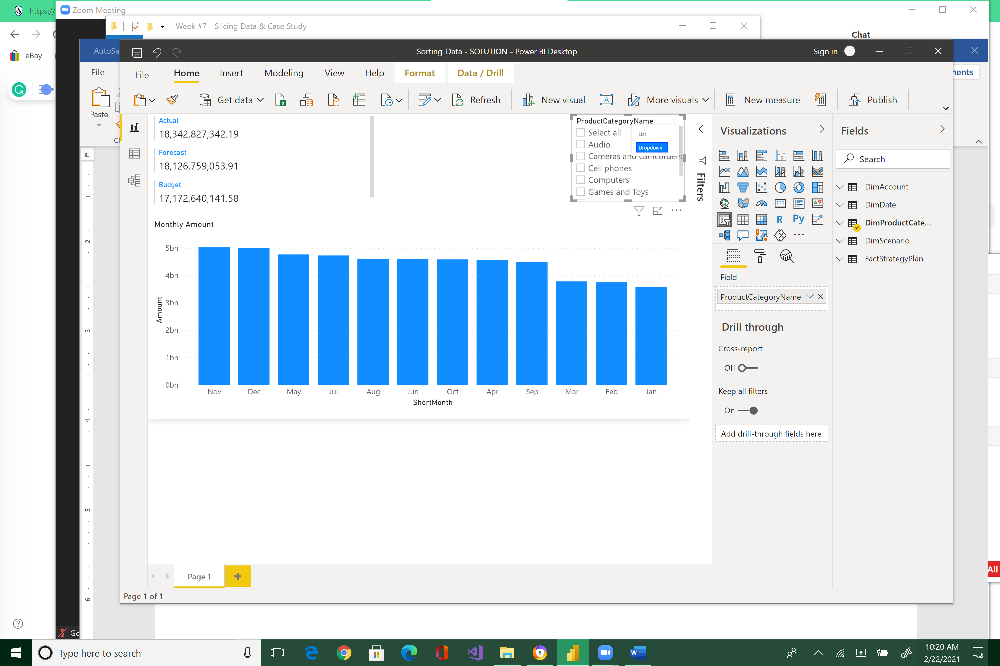 https://
Zoom Meeting
Week #7 - Slicing Data & Case Study
Chat
eBay
AutoSa
Sorting_Data - SOLUTION - Power BI Desktop
Sign in
File
File
Home
Insert
Modeling
View
Help
Format
Data / Drill
Paste
Get data
Refresh
New visual
More visuals
New measure
Publish
Actual
18,342,827,342.19
Forecast
18,126,759,053.91
Budget
17,172,640,141.58
ProductCategoryName
Select all
Audio
Cameras and camcorders
Cell phones
Computers
Games and Toys
List
Dropdown
Filters
Visualizations
Fields
Search
DimAccount
DimDate
DimProductCate...
DimScenario
FactStrategyPlan
123
R
Py
Field
ProductCategoryName
Drill through
Cross-report
Off
Keep all filters
On
Add drill-through fields here
Monthly Amount
Amount
5bn
4bn
3bn
2bn
1bn
0bn
Nov Dec May Jul Aug Jun Oct Apr Sep Mar Feb Jan
ShortMonth
2
3
4
5
6
Page 1
Page 1 of 1
All
Ge
Type here to search
10:20 AM
2/22/2021